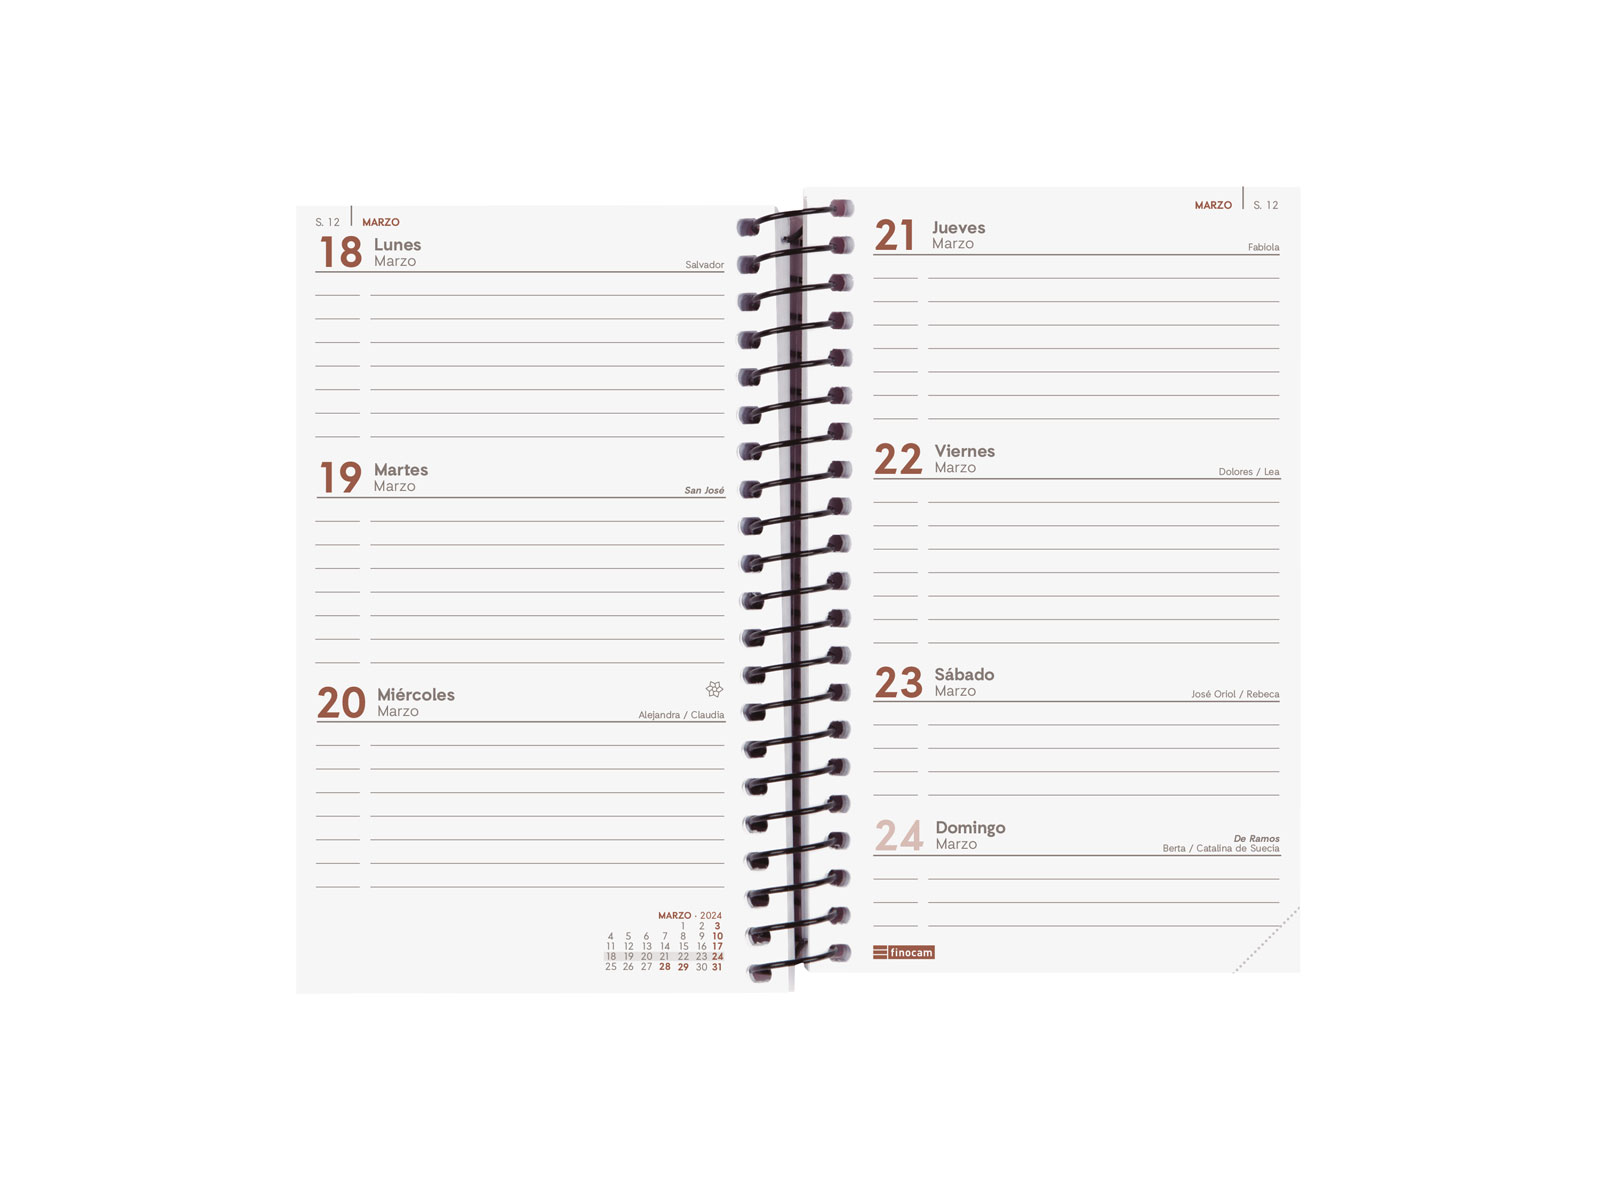 S. 12 MARZO
18 Lunes
Marzo
Salvador
19 Martes
Marzo
San José
20 Miércoles
Marzo
Alejandra / Claudia
MARZO · 2024
1 2 3
4 5 6 7 8 9 10
11 12 13 14 15 16 17
18 19 20 21 22 23 24
25 26 27 28 29 30 31
MARZO S. 12
21 Jueves
Marzo
Fabiola
22 Viernes
Marzo
Dolores / Lea
23 Sábado
Marzo
José Oriol / Rebeca
24 Domingo
Marzo
De Ramos
Berta / Catalina de Suecia
finocam